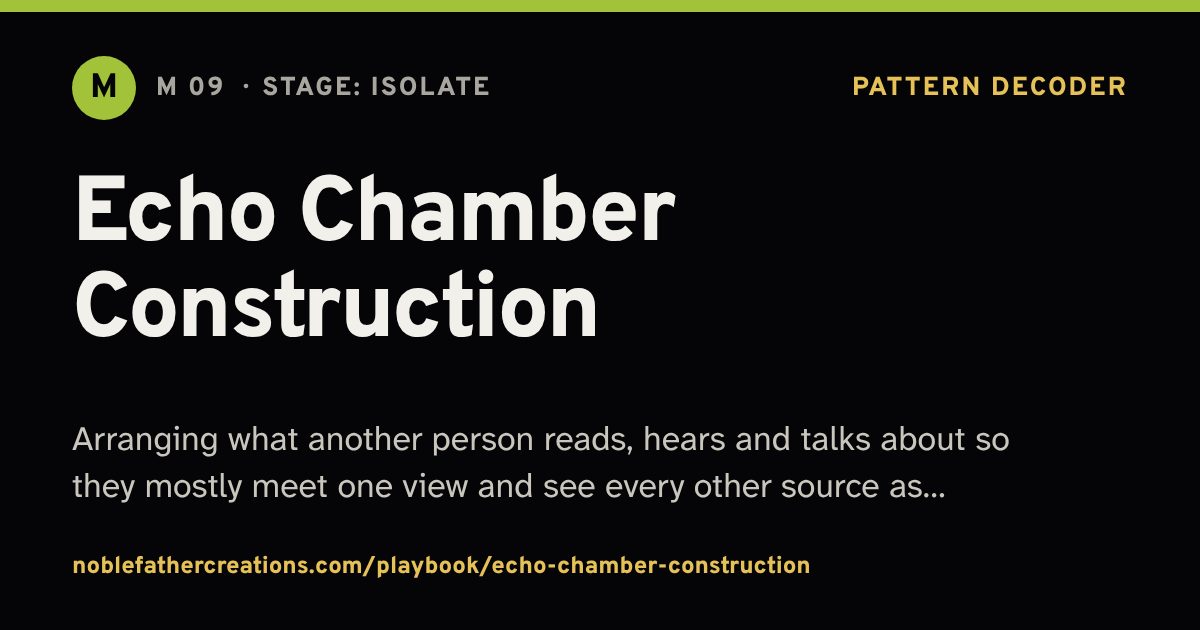 M
M 09 · STAGE: ISOLATE
PATTERN DECODER
Echo Chamber
Construction
Arranging what another person reads, hears and talks about so
they mostly meet one view and see every other source as...
noblefathercreations.com/playbook/echo-chamber-construction